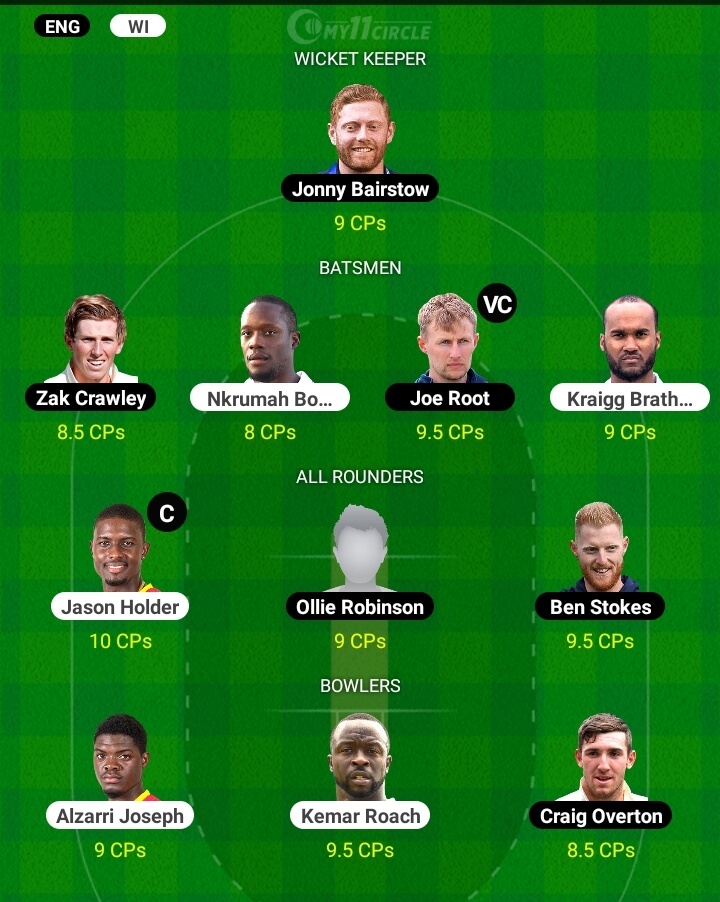 ENG WI
MY11CIRCLE
WICKET KEEPER
Jonny Bairstow
9 CPs
BATSMEN
VC
Zak Crawley Nkrumah Bo... Joe Root Kraigg Brath...
8.5 CPs 8 CPs 9.5 CPs 9 CPs
ALL ROUNDERS
C
Jason Holder Ollie Robinson Ben Stokes
10 CPs 9 CPs 9.5 CPs
BOWLERS
Alzarri Joseph Kemar Roach Craig Overton
9 CPs 9.5 CPs 8.5 CPs